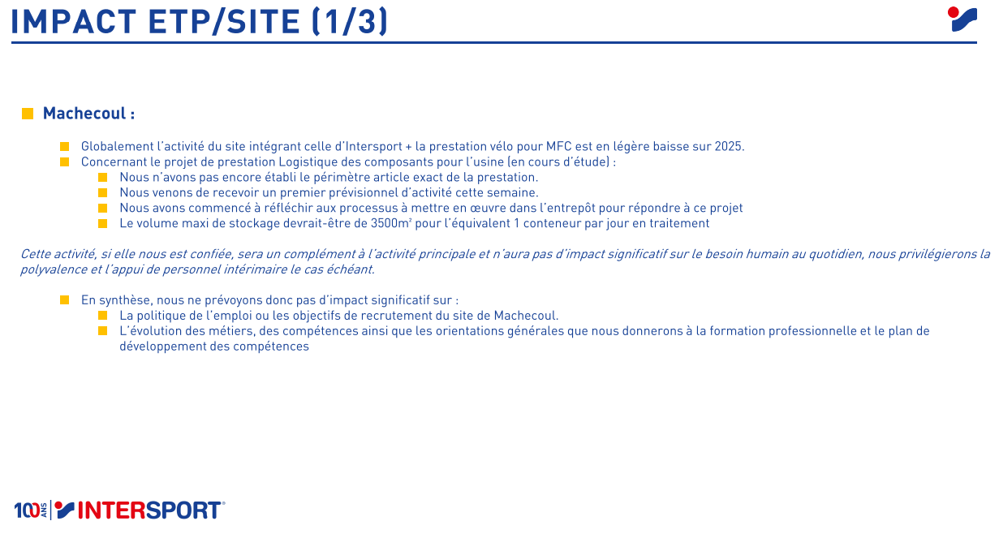 IMPACT ETP/SITE (1/3)
Machecoul :
Globalement l'activité du site intégrant celle d'Intersport + la prestation vélo pour MFC est en légère baisse sur 2025.
Concernant le projet de prestation Logistique des composants pour l'usine (en cours d'étude) :
Nous n'avons pas encore établi le périmètre article exact de la prestation.
Nous venons de recevoir un premier prévisionnel d'activité cette semaine.
Nous avons commencé à réfléchir aux processus à mettre en œuvre dans l'entrepôt pour répondre à ce projet
Le volume maxi de stockage devrait-être de 3500m² pour l'équivalent 1 conteneur par jour en traitement
Cette activité, si elle nous est confiée, sera un complément à l'activité principale et n'aura pas d'impact significatif sur le besoin humain au quotidien, nous privilégierons la
polyvalence et l'appui de personnel intérimaire le cas échéant.
En synthèse, nous ne prévoyons donc pas d'impact significatif sur :
La politique de l'emploi ou les objectifs de recrutement du site de Machecoul.
L'évolution des métiers, des compétences ainsi que les orientations générales que nous donnerons à la formation professionnelle et le plan de
développement des compétences
100 ANS INTERSPORT®